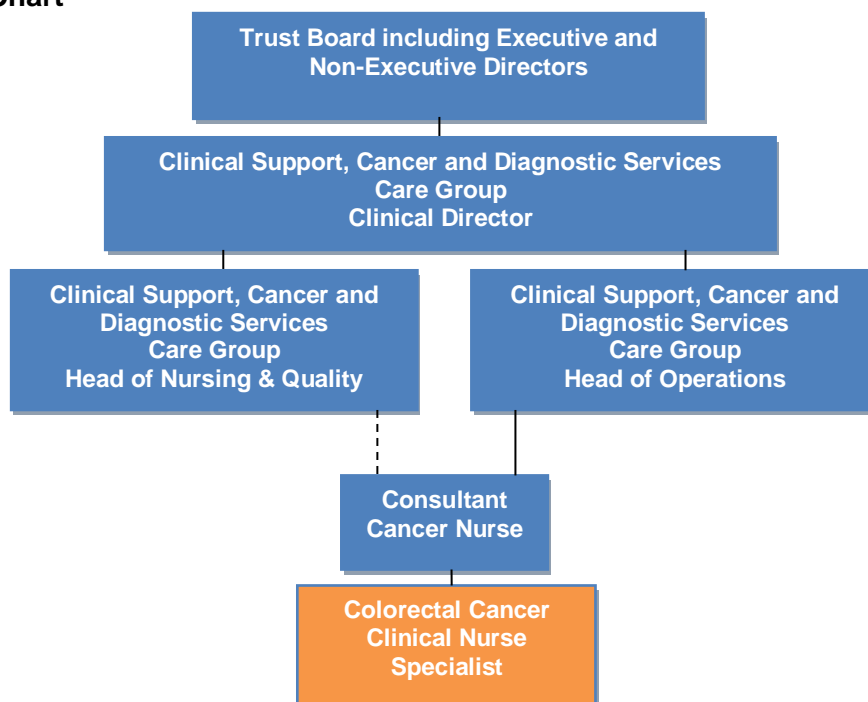 Trust Board including Executive and
Non-Executive Directors
Clinical Support, Cancer and Diagnostic Services
Care Group
Clinical Director
Clinical Support, Cancer and
Diagnostic Services
Care Group
Head of Nursing & Quality
Clinical Support, Cancer and
Diagnostic Services
Care Group
Head of Operations
Consultant
Cancer Nurse
Colorectal Cancer
Clinical Nurse
Specialist